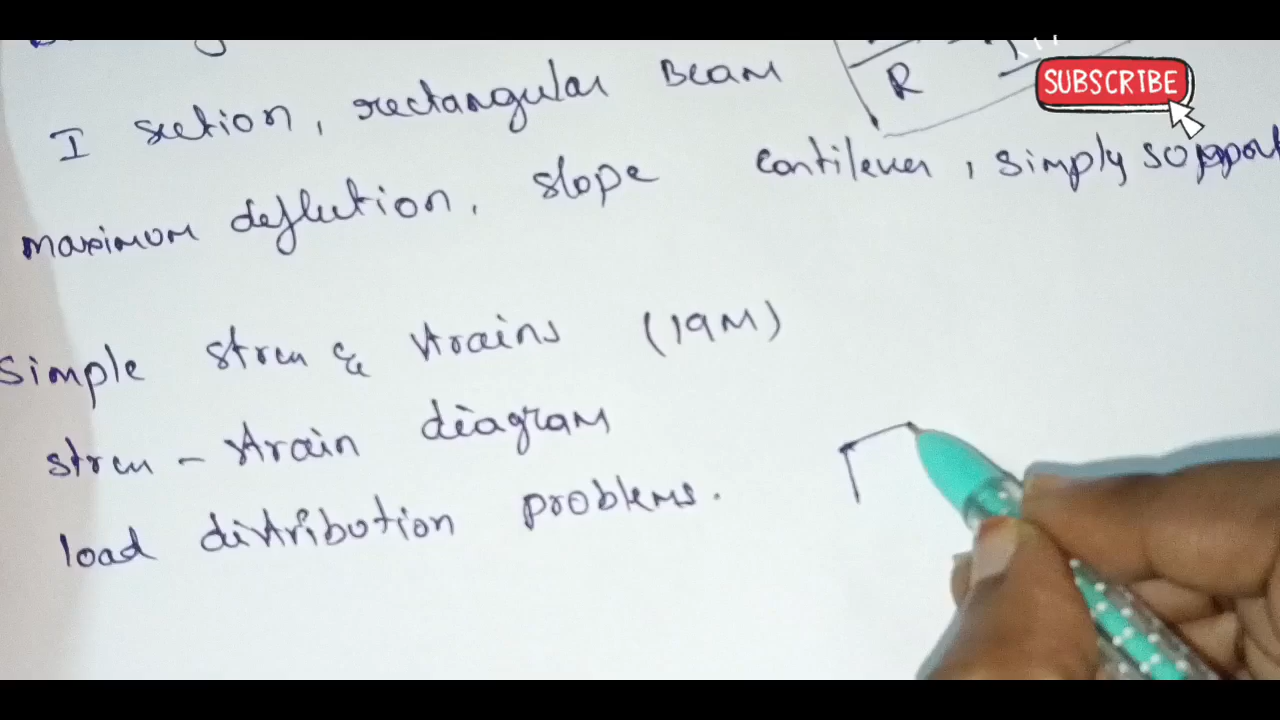 I section, rectangular Beam
R
SUBSCRIBE
maximum deflection, slope cantilever, simply support
Simple stress & strains (19M)
stress - strain diagram
load distribution problems.